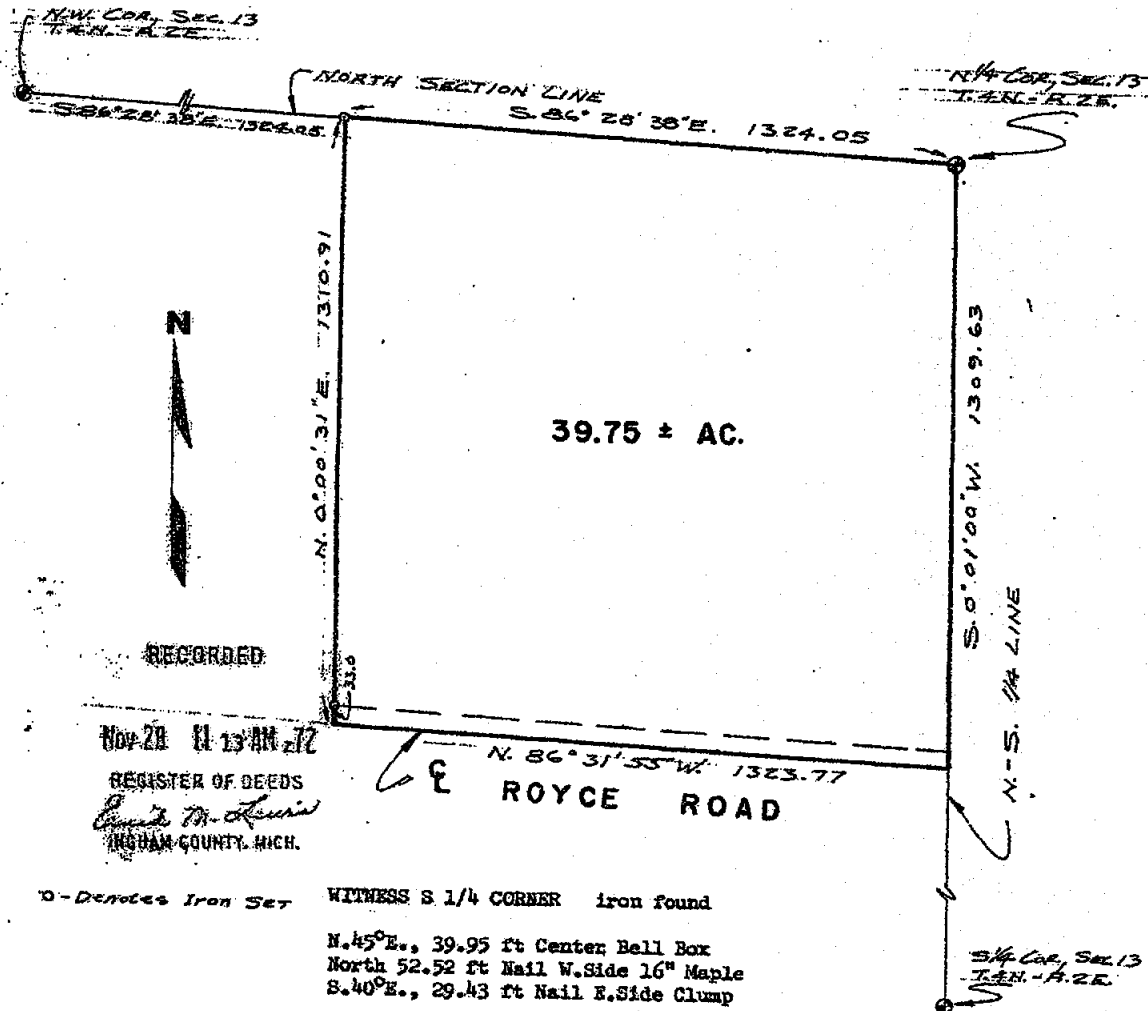 N.W. COR, SEC. 13
T.4N.-R.2E
NORTH SECTION LINE
N 1/4 COR, SEC. 13
T.4N.-R.2E.
S 86° 28' 38"E. 1324.05
S. 86° 28' 38"E. 1324.05
N. 0° 00' 31" E. 1310.91
N
39.75 ± AC.
S. 0° 01' 00" W. 1309.63
N.-S. 1/4 LINE
33.0
RECORDED
Nov 28 11 13 AM '72
REGISTER OF DEEDS
INGHAM COUNTY, MICH.
N. 86° 31' 55" W. 1323.77
℄ ROYCE ROAD
o-Denotes Iron Set
WITNESS S 1/4 CORNER iron found
N.45°E., 39.95 ft Center Bell Box
North 52.52 ft Nail W.Side 16" Maple
S.40°E., 29.43 ft Nail E.Side Clump
S 1/4 COR, SEC. 13
T.4N.-R.2E.